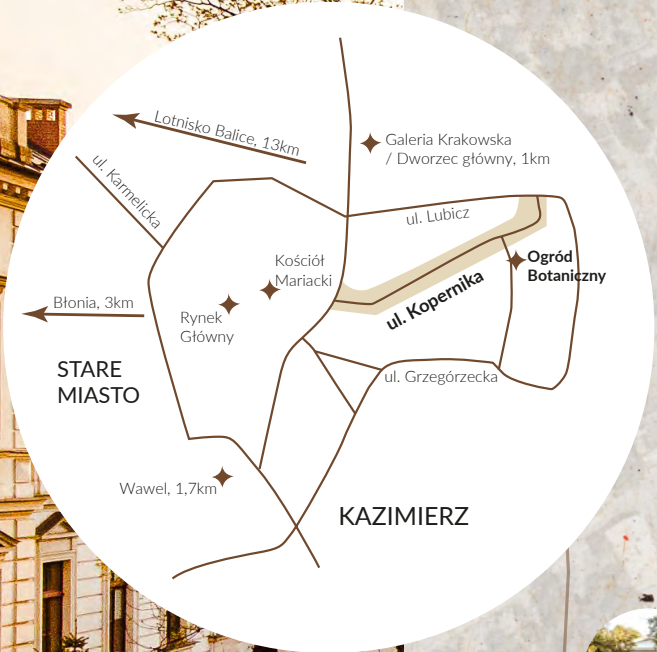 Lotnisko Balice, 13km
Galeria Krakowska
/ Dworzec główny, 1km
ul. Karmelicka
ul. Lubicz
Kościół
Mariacki
Ogród
Botaniczny
Błonia, 3km
Rynek
Główny
ul. Kopernika
STARE
MIASTO
ul. Grzegórzecka
Wawel, 1,7km
KAZIMIERZ